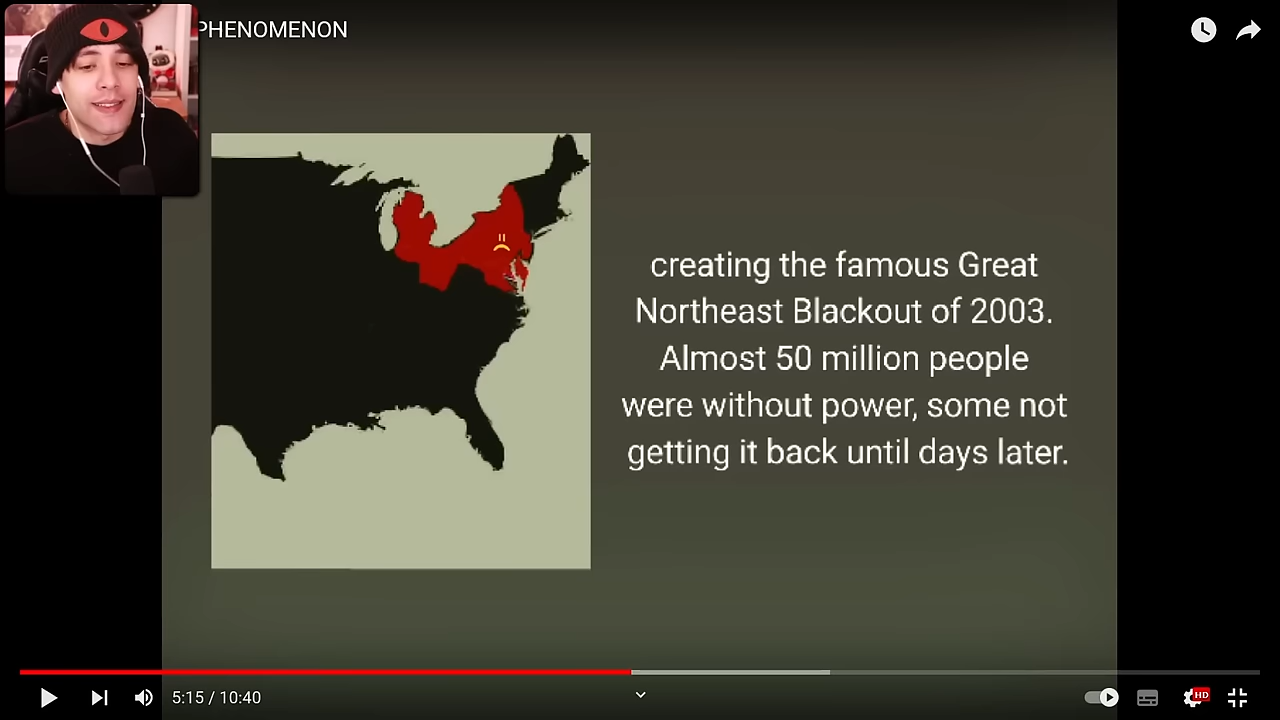 PHENOMENON
creating the famous Great
Northeast Blackout of 2003.
Almost 50 million people
were without power, some not
getting it back until days later.
5:15 / 10:40
HD